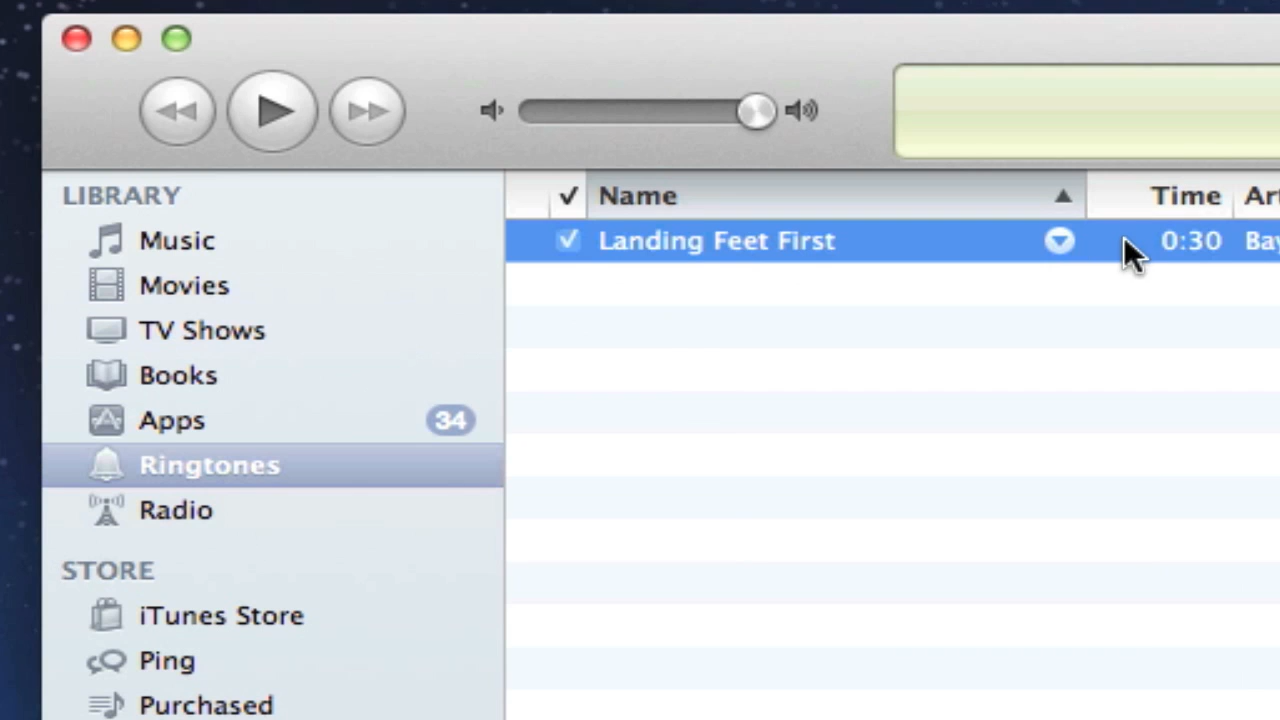 LIBRARY
✓ Name Time
Music
Landing Feet First 0:30
Movies
TV Shows
Books
Apps 34
Ringtones
Radio
STORE
iTunes Store
Ping
Purchased